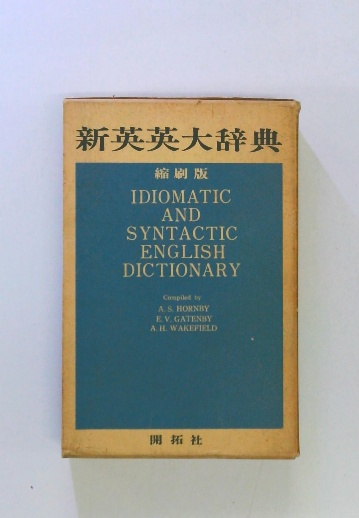 新英英大辞典
縮刷版
IDIOMATIC
AND
SYNTACTIC
ENGLISH
DICTIONARY
Compiled by
A. S. HORNBY
E. V. GATENBY
A. H. WAKEFIELD
開拓社